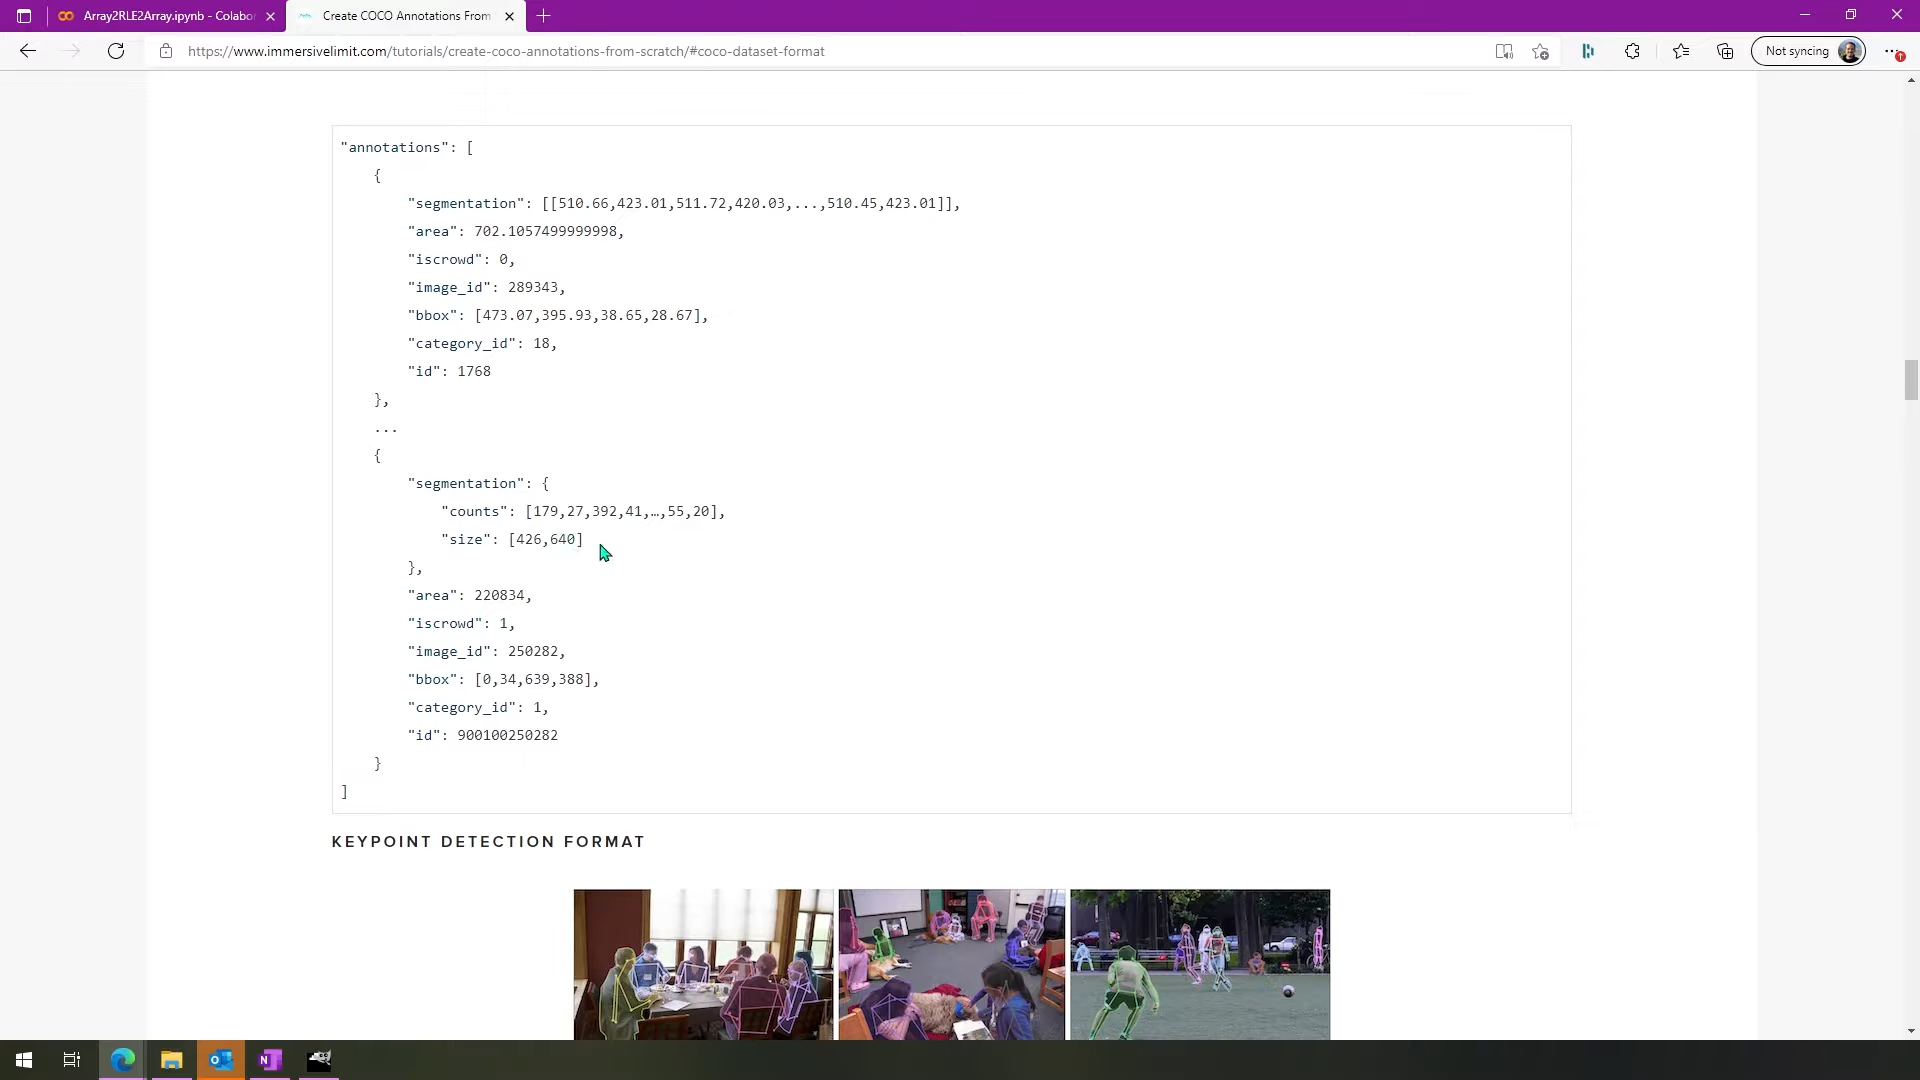 Array2RLE2Array.ipynb - Colabo
Create COCO Annotations From
https://www.immersivelimit.com/tutorials/create-coco-annotations-from-scratch/#coco-dataset-format
Not syncing
"annotations": [
{
"segmentation": [[510.66,423.01,511.72,420.03,...,510.45,423.01]],
"area": 702.1057499999998,
"iscrowd": 0,
"image_id": 289343,
"bbox": [473.07,395.93,38.65,28.67],
"category_id": 18,
"id": 1768
},
...
{
"segmentation": {
"counts": [179,27,392,41,…,55,20],
"size": [426,640]
},
"area": 220834,
"iscrowd": 1,
"image_id": 250282,
"bbox": [0,34,639,388],
"category_id": 1,
"id": 900100250282
}
]
KEYPOINT DETECTION FORMAT